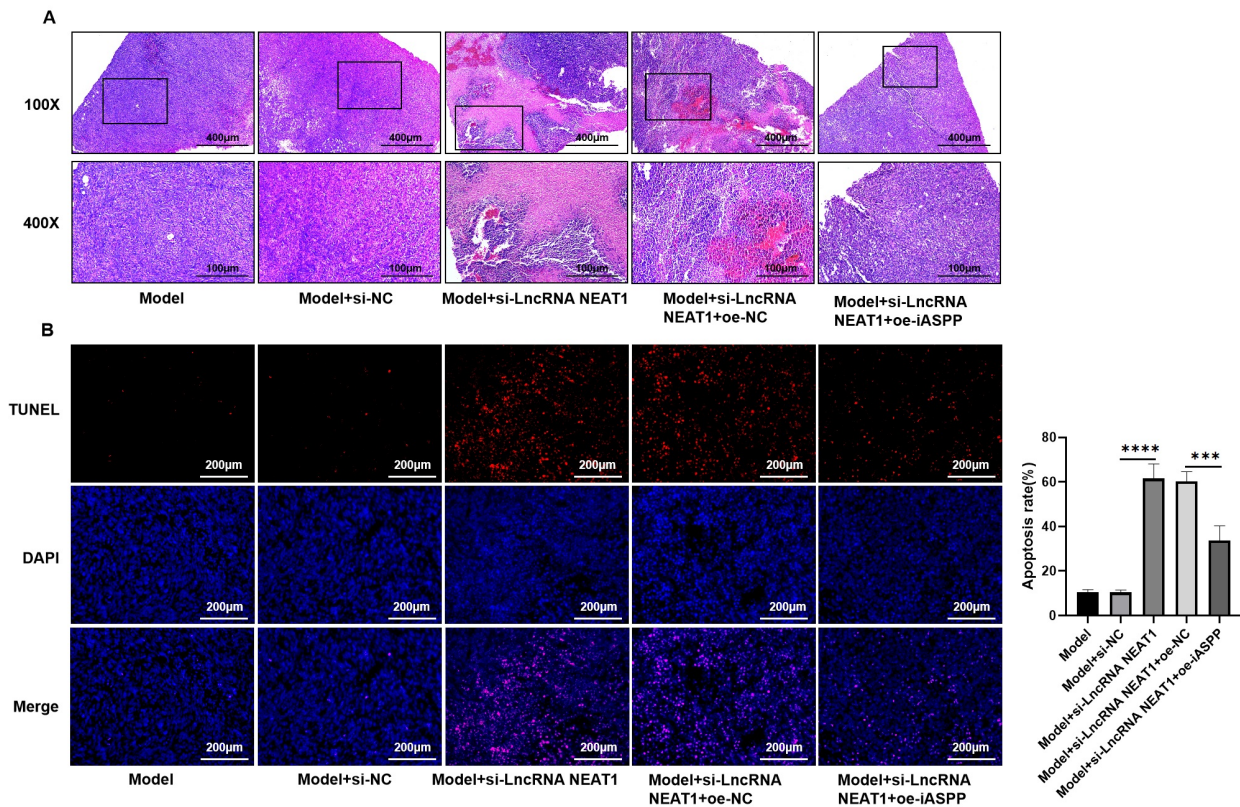 A
100X
400µm
400µm
400µm
400µm
400µm
400X
100µm
100µm
100µm
100µm
100µm
Model
Model+si-NC
Model+si-LncRNA NEAT1
Model+si-LncRNA
NEAT1+oe-NC
Model+si-LncRNA
NEAT1+oe-iASPP
B
TUNEL
200µm
200µm
200µm
200µm
200µm
DAPI
200µm
200µm
200µm
200µm
200µm
Merge
200µm
200µm
200µm
200µm
200µm
Model
Model+si-NC
Model+si-LncRNA NEAT1
Model+si-LncRNA
NEAT1+oe-NC
Model+si-LncRNA
NEAT1+oe-iASPP
Apoptosis rate(%)
80
60
40
20
0
****
***
Model
Model+si-NC
Model+si-LncRNA NEAT1
Model+si-LncRNA NEAT1+oe-NC
Model+si-LncRNA NEAT1+oe-iASPP